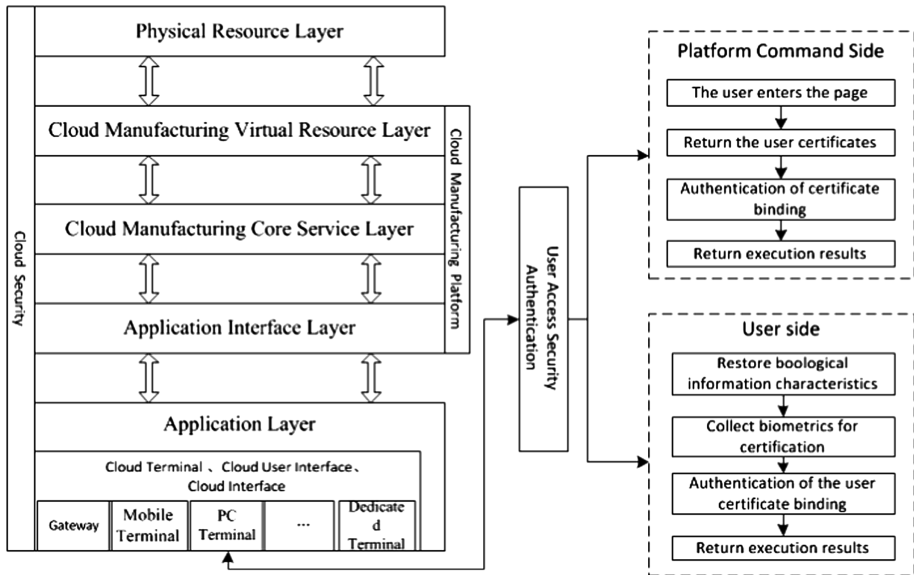 Cloud Security
Physical Resource Layer
Cloud Manufacturing Virtual Resource Layer
Cloud Manufacturing Core Service Layer
Application Interface Layer
Cloud Manufacturing Platform
Application Layer
Cloud Terminal 、Cloud User Interface、
Cloud Interface
Gateway
Mobile
Terminal
PC
Terminal
...
Dedicate
d
Terminal
User Access Security
Authentication
Platform Command Side
The user enters the page
Return the user certificates
Authentication of certificate
binding
Return execution results
User side
Restore boological
information characteristics
Collect biometrics for
certification
Authentication of the user
certificate binding
Return execution results